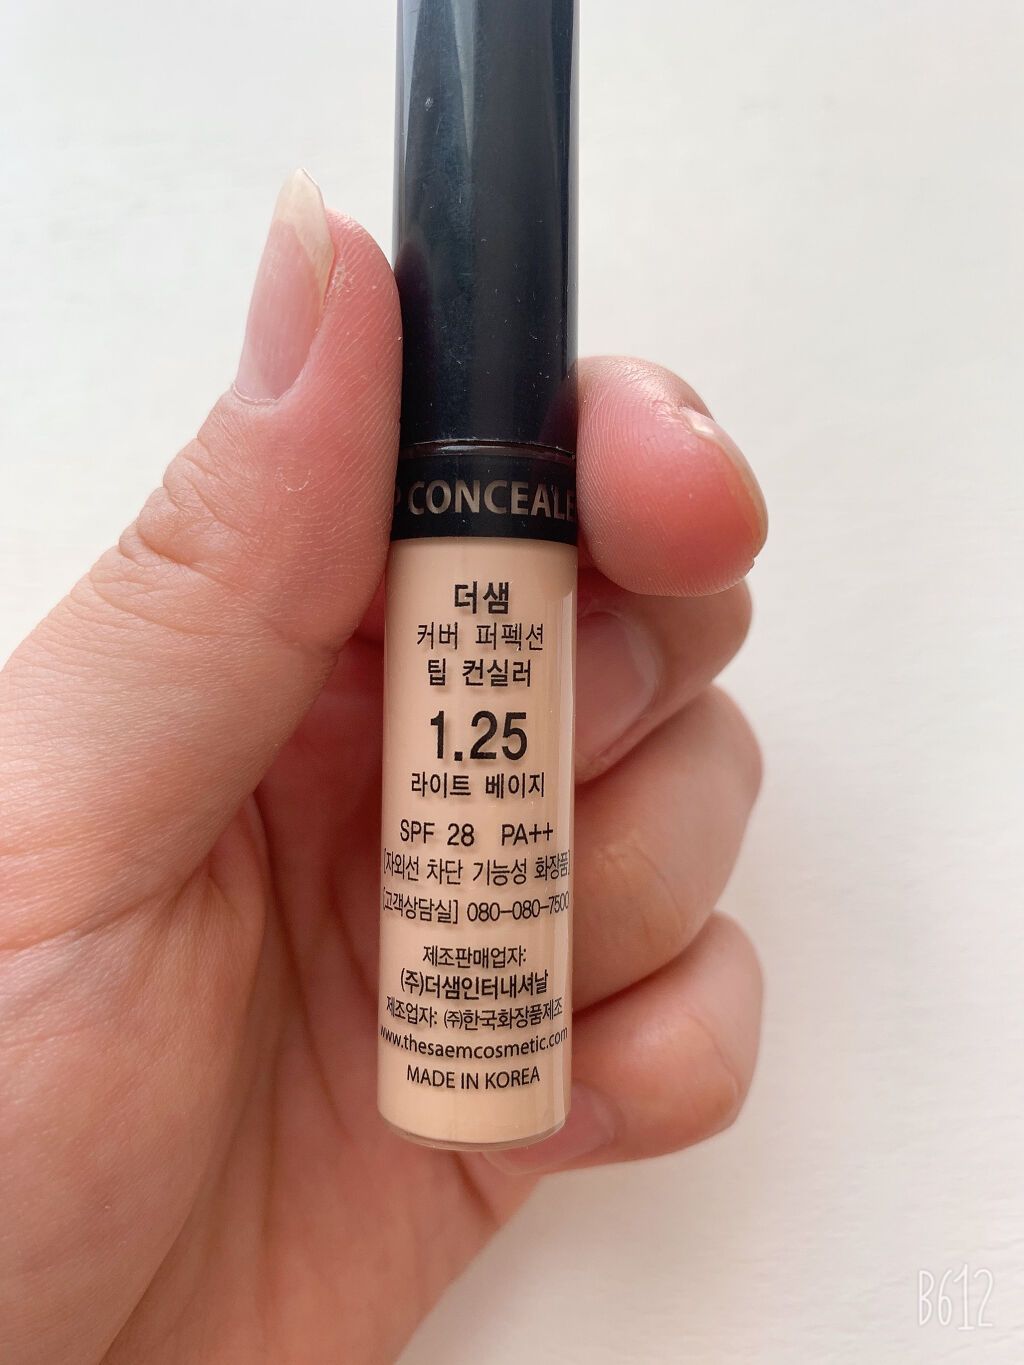 P CONCEALE
더샘
커버 퍼펙션
팁 컨실러
1.25
라이트 베이지
SPF 28 PA++
[자외선 차단 기능성 화장품]
[고객상담실] 080-080-7500
제조판매업자:
(주)더샘인터내셔날
제조업자: ㈜한국화장품제조
www.thesaemcosmetic.com
MADE IN KOREA
B612